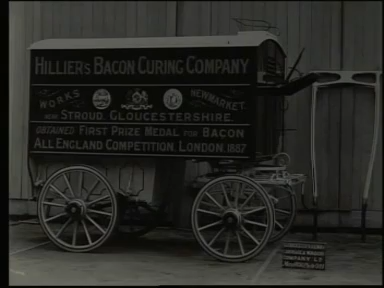 HILLIER'S BACON CURING COMPANY
WORKS NEWMARKET.
NEAR STROUD. GLOUCESTERSHIRE.
OBTAINED FIRST PRIZE MEDAL FOR BACON
ALL ENGLAND COMPETITION. LONDON. 1887